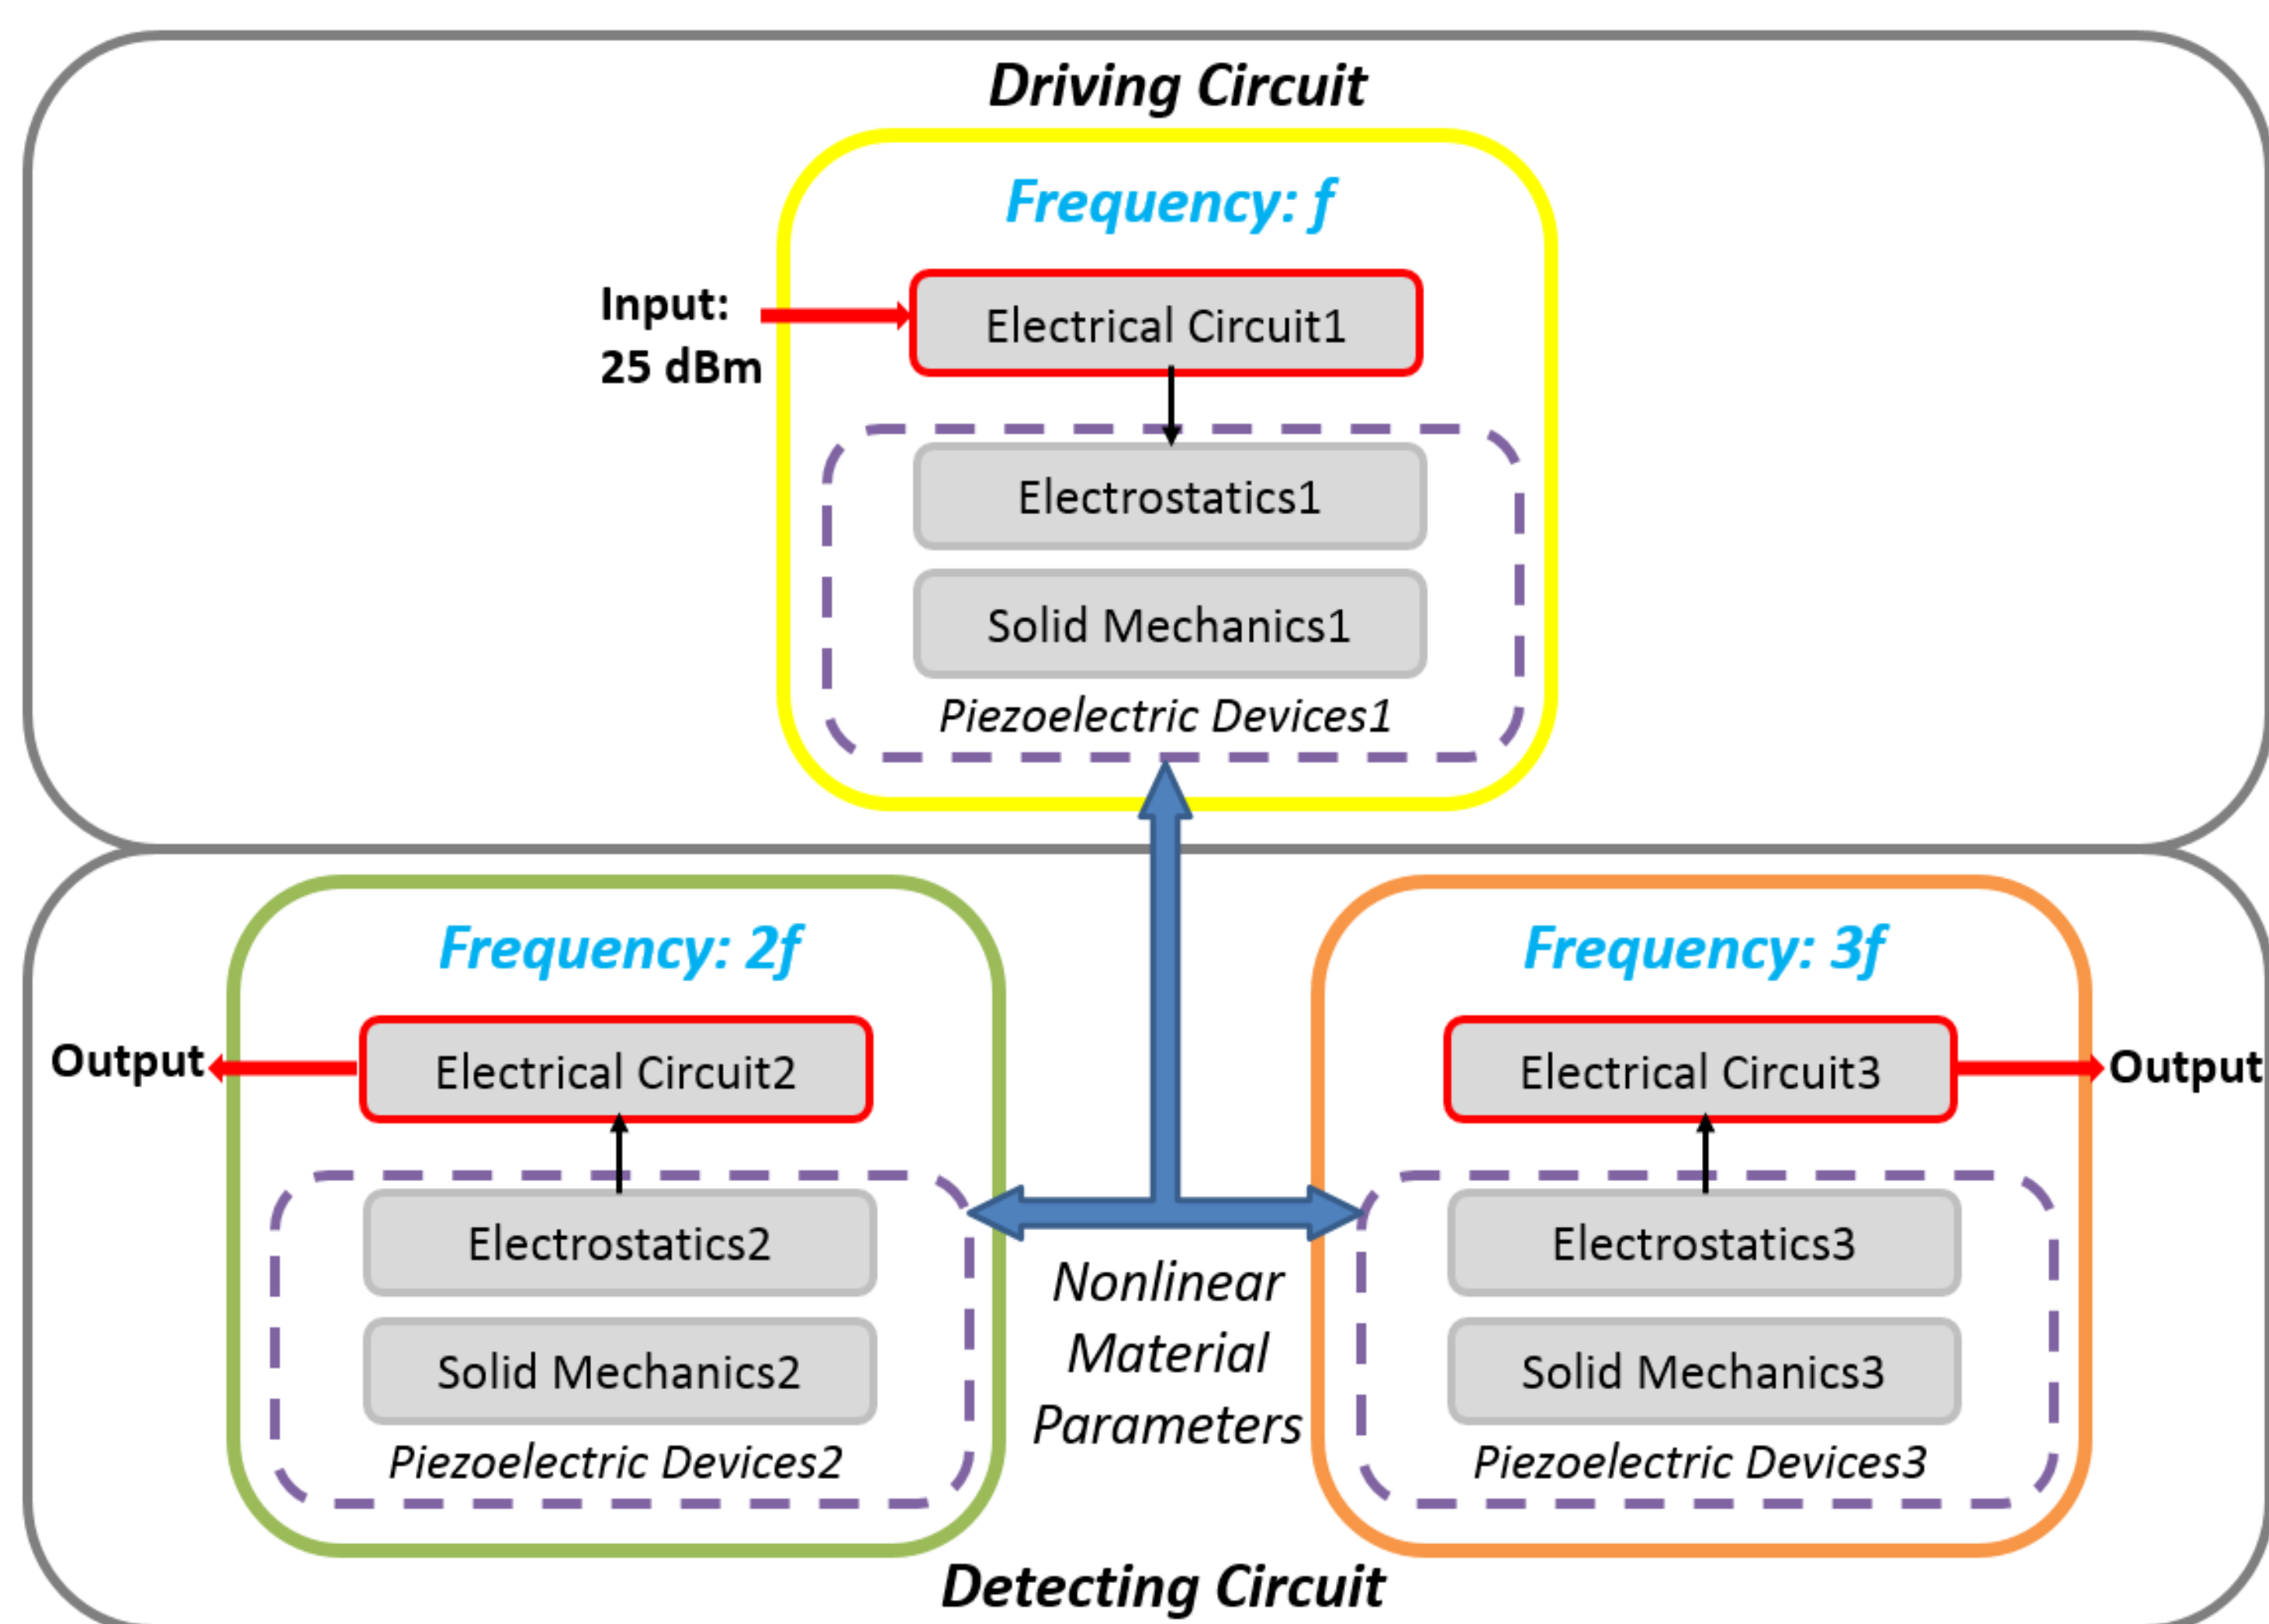 Driving Circuit
Frequency: f
Input:
25 dBm
Electrical Circuit1
Electrostatics1
Solid Mechanics1
Piezoelectric Devices1
Frequency: 2f
Output
Electrical Circuit2
Electrostatics2
Solid Mechanics2
Piezoelectric Devices2
Nonlinear
Material
Parameters
Frequency: 3f
Electrical Circuit3
Output
Electrostatics3
Solid Mechanics3
Piezoelectric Devices3
Detecting Circuit